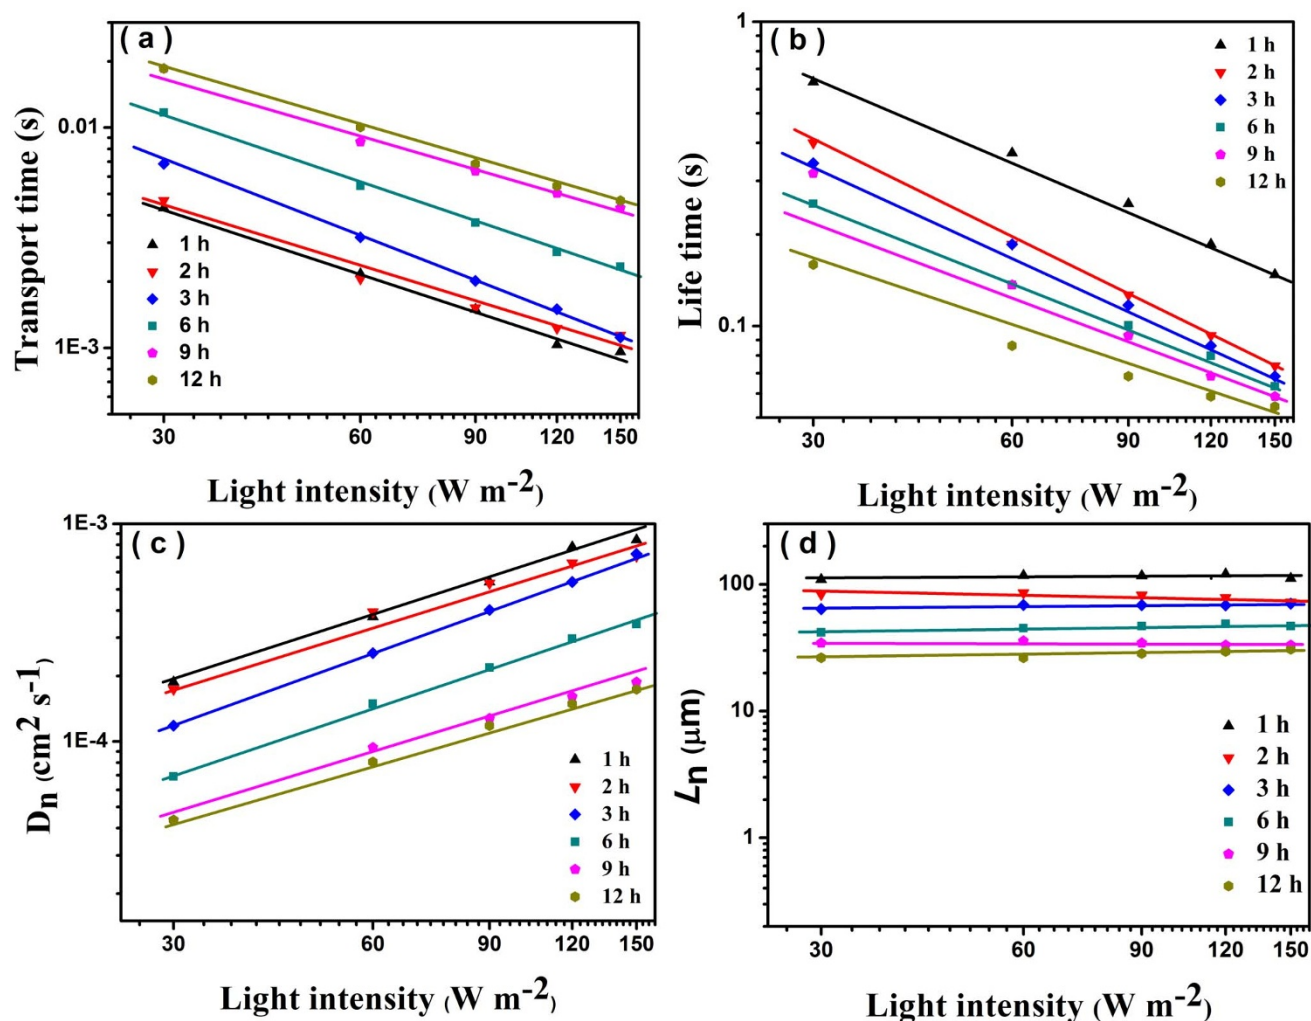 ( a )
Transport time (s)
0.01
1E-3
1 h
2 h
3 h
6 h
9 h
12 h
30
60
90
120
150
Light intensity (W m-2)
( b )
Life time (s)
1
0.1
1 h
2 h
3 h
6 h
9 h
12 h
30
60
90
120
150
Light intensity (W m-2)
( c )
Dn (cm2 s-1)
1E-3
1E-4
1 h
2 h
3 h
6 h
9 h
12 h
30
60
90
120
150
Light intensity (W m-2)
( d )
Ln (μm)
100
10
1
1 h
2 h
3 h
6 h
9 h
12 h
30
60
90
120
150
Light intensity (W m-2)